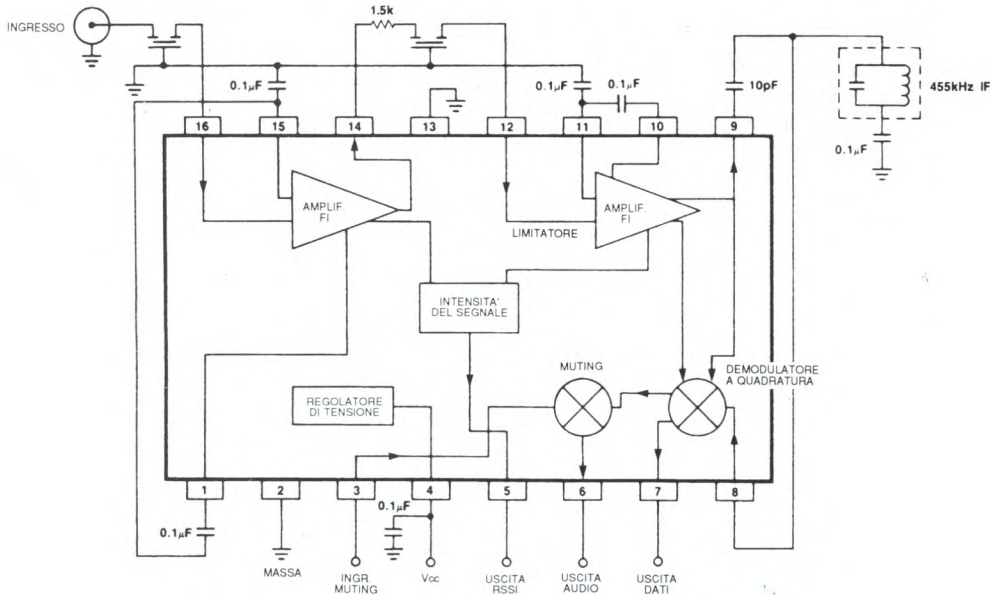 1.5k
INGRESSO
0.1µF
0.1µF
0.1µF
10pF
455kHz IF
0.1µF
16
15
14
13
12
11
10
9
AMPLIF.
FI
AMPLIF.
FI
LIMITATORE
INTENSITA'
DEL SEGNALE
MUTING
DEMODULATORE
A QUADRATURA
REGOLATORE
DI TENSIONE
1
2
3
4
5
6
7
8
0.1µF
0.1µF
MASSA
INGR.
MUTING
Vcc
USCITA
RSSI
USCITA
AUDIO
USCITA
DATI